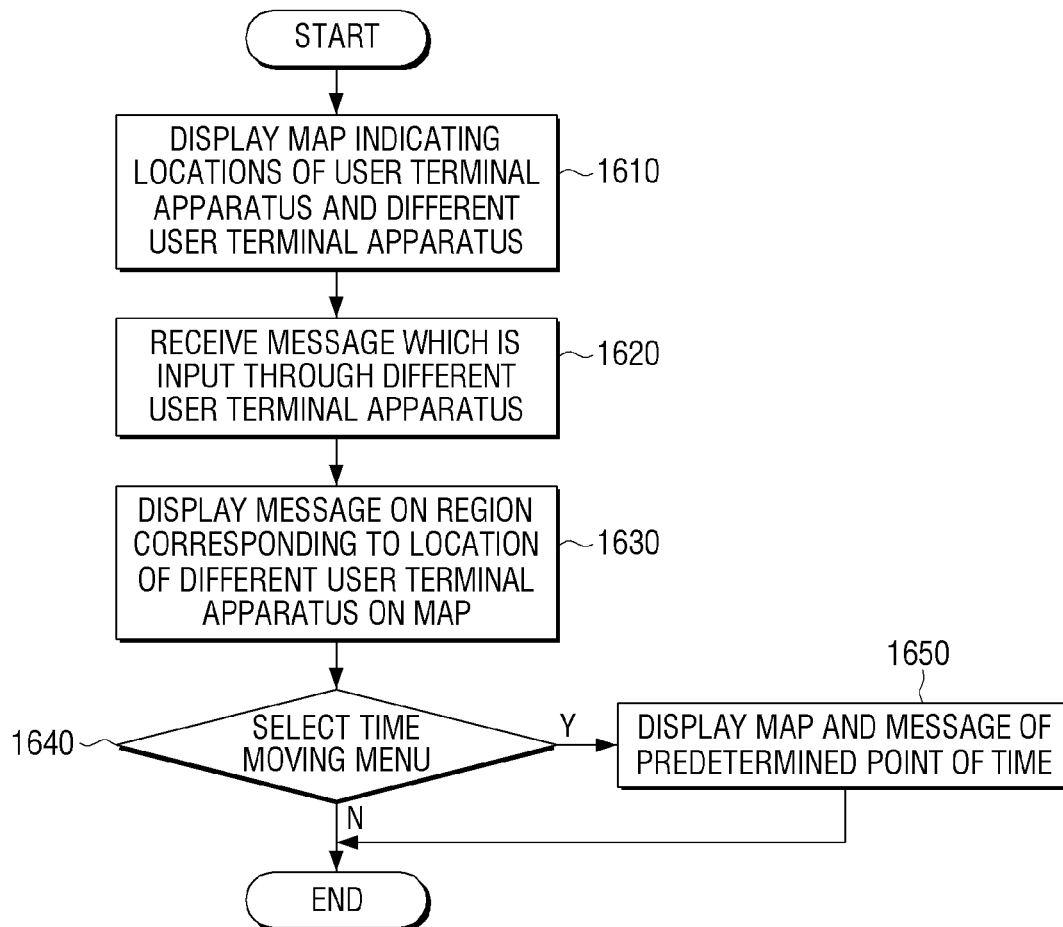 START
DISPLAY MAP INDICATING
LOCATIONS OF USER TERMINAL
APPARATUS AND DIFFERENT
USER TERMINAL APPARATUS
1610
RECEIVE MESSAGE WHICH IS
INPUT THROUGH DIFFERENT
USER TERMINAL APPARATUS
1620
DISPLAY MESSAGE ON REGION
CORRESPONDING TO LOCATION
OF DIFFERENT USER TERMINAL
APPARATUS ON MAP
1630
1640
SELECT TIME
MOVING MENU
Y
N
1650
DISPLAY MAP AND MESSAGE OF
PREDETERMINED POINT OF TIME
END